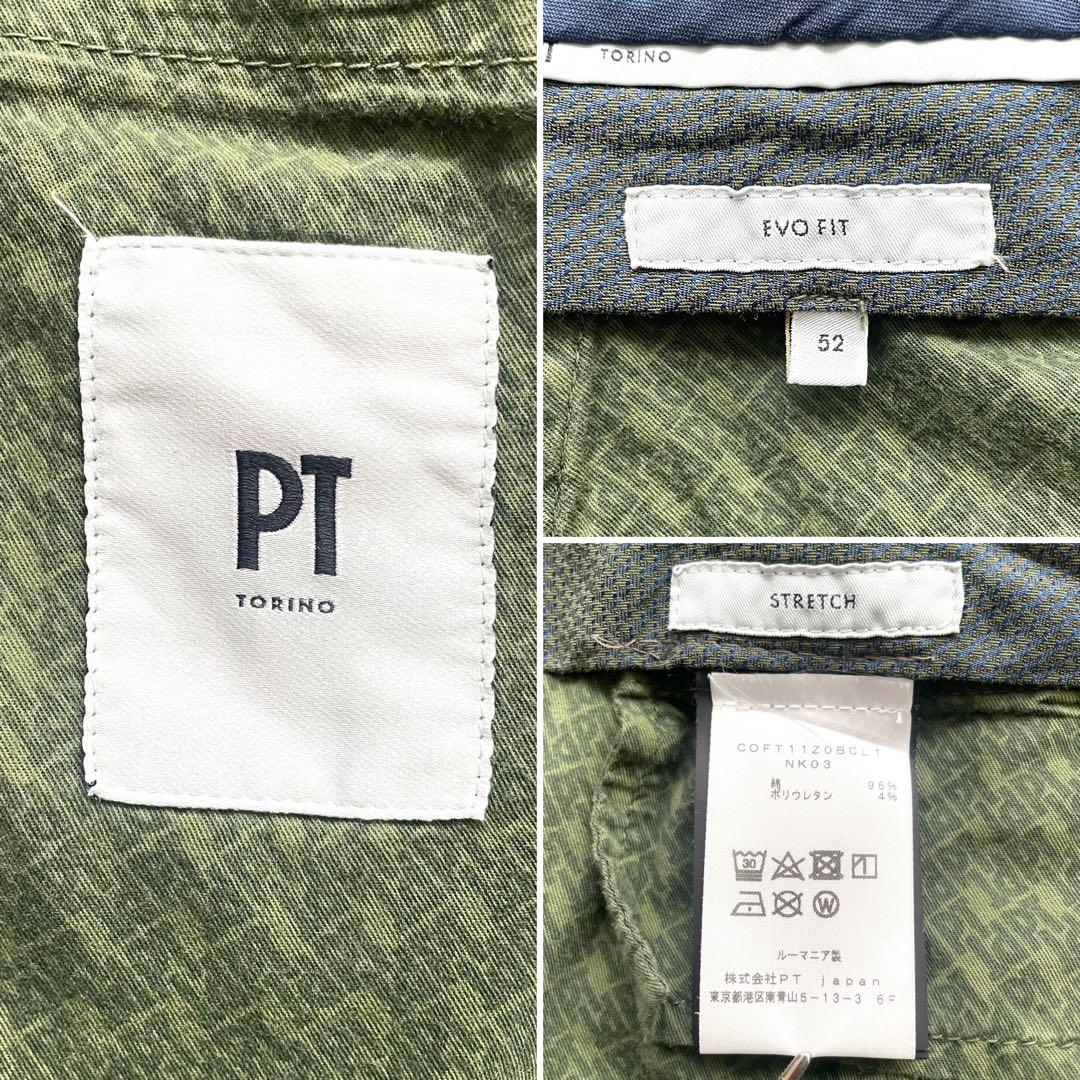 PT
TORINO
TORINO
EVO FIT
52
STRETCH
COFT11Z0BCL1
NK03
綿 96%
ポリウレタン 4%
30
W
ルーマニア製
株式会社PT japan
東京都港区南青山5-13-3 6F